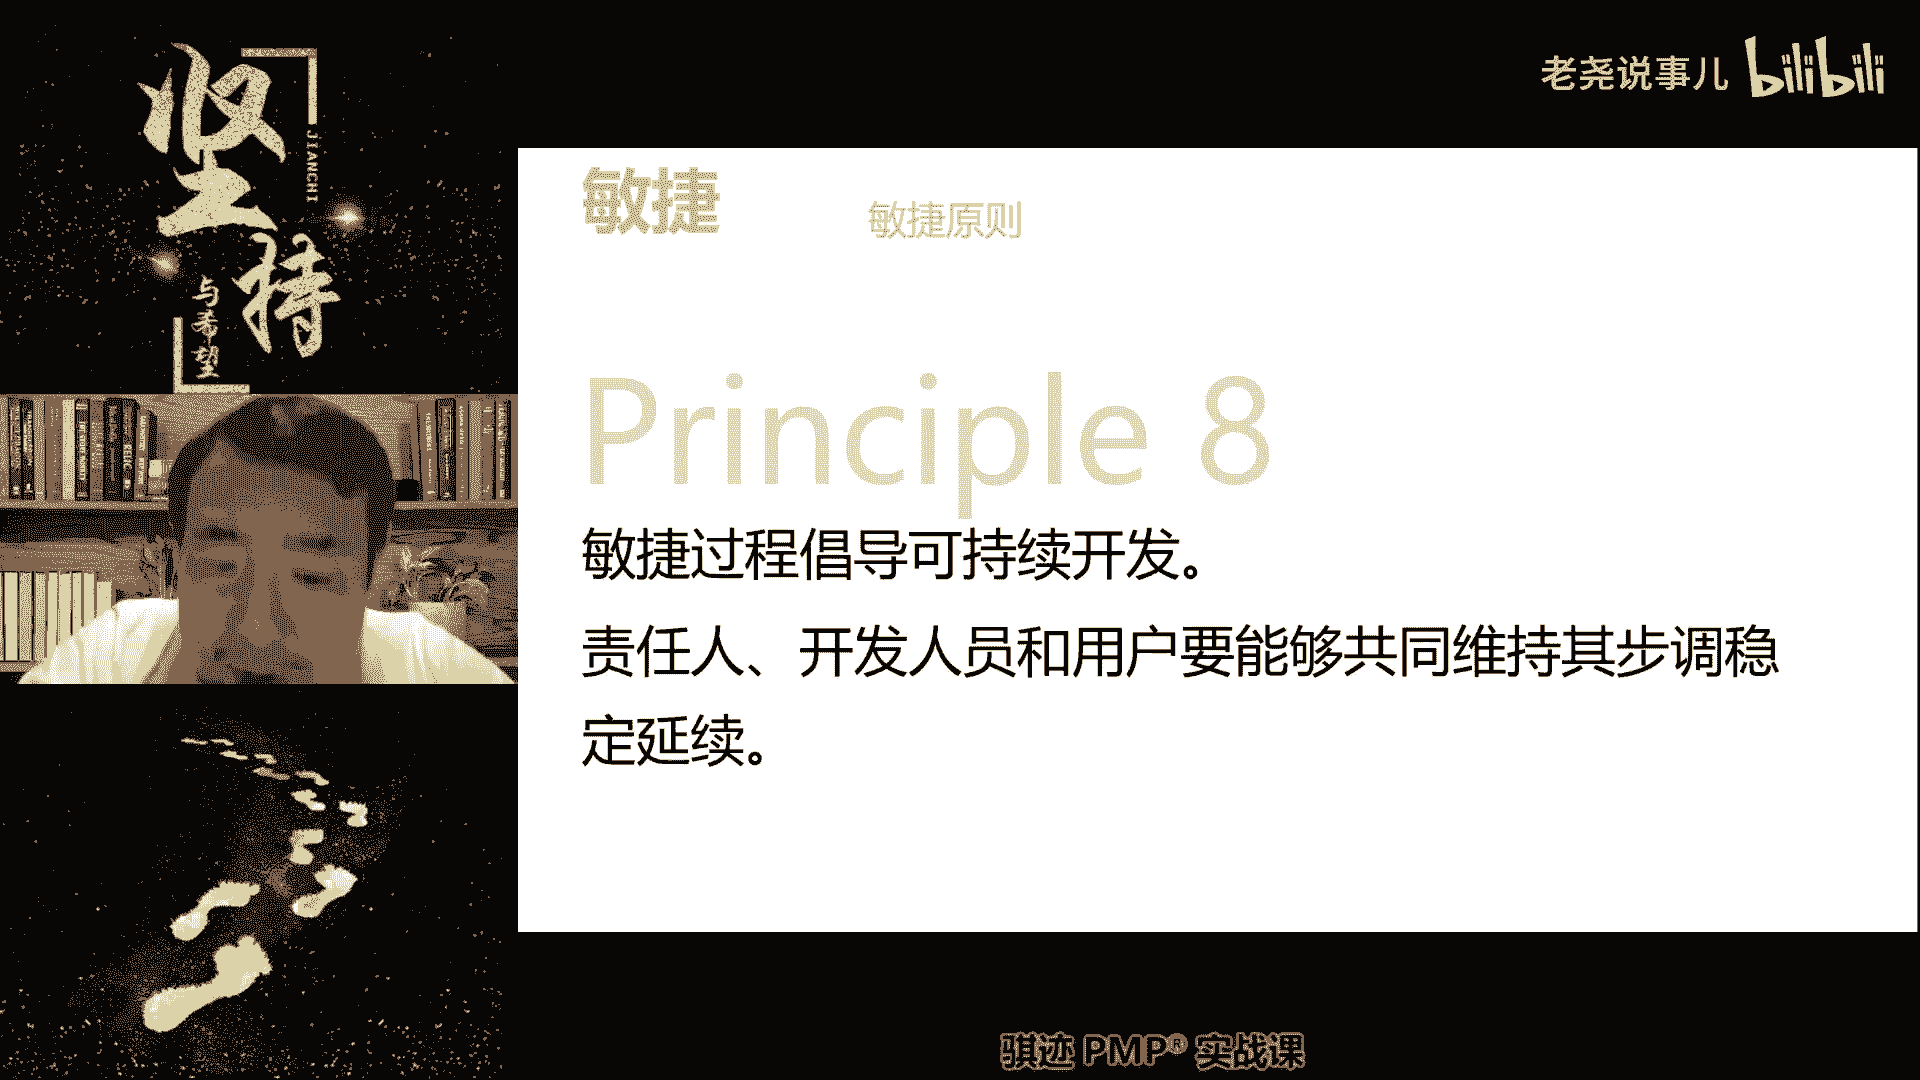 坚持
JIANCHI
与希望
老尧说事儿 bilibili
敏捷
敏捷原则
Principle 8
敏捷过程倡导可持续开发。
责任人、开发人员和用户要能够共同维持其步调稳
定延续。
骐迹 PMP® 实战课